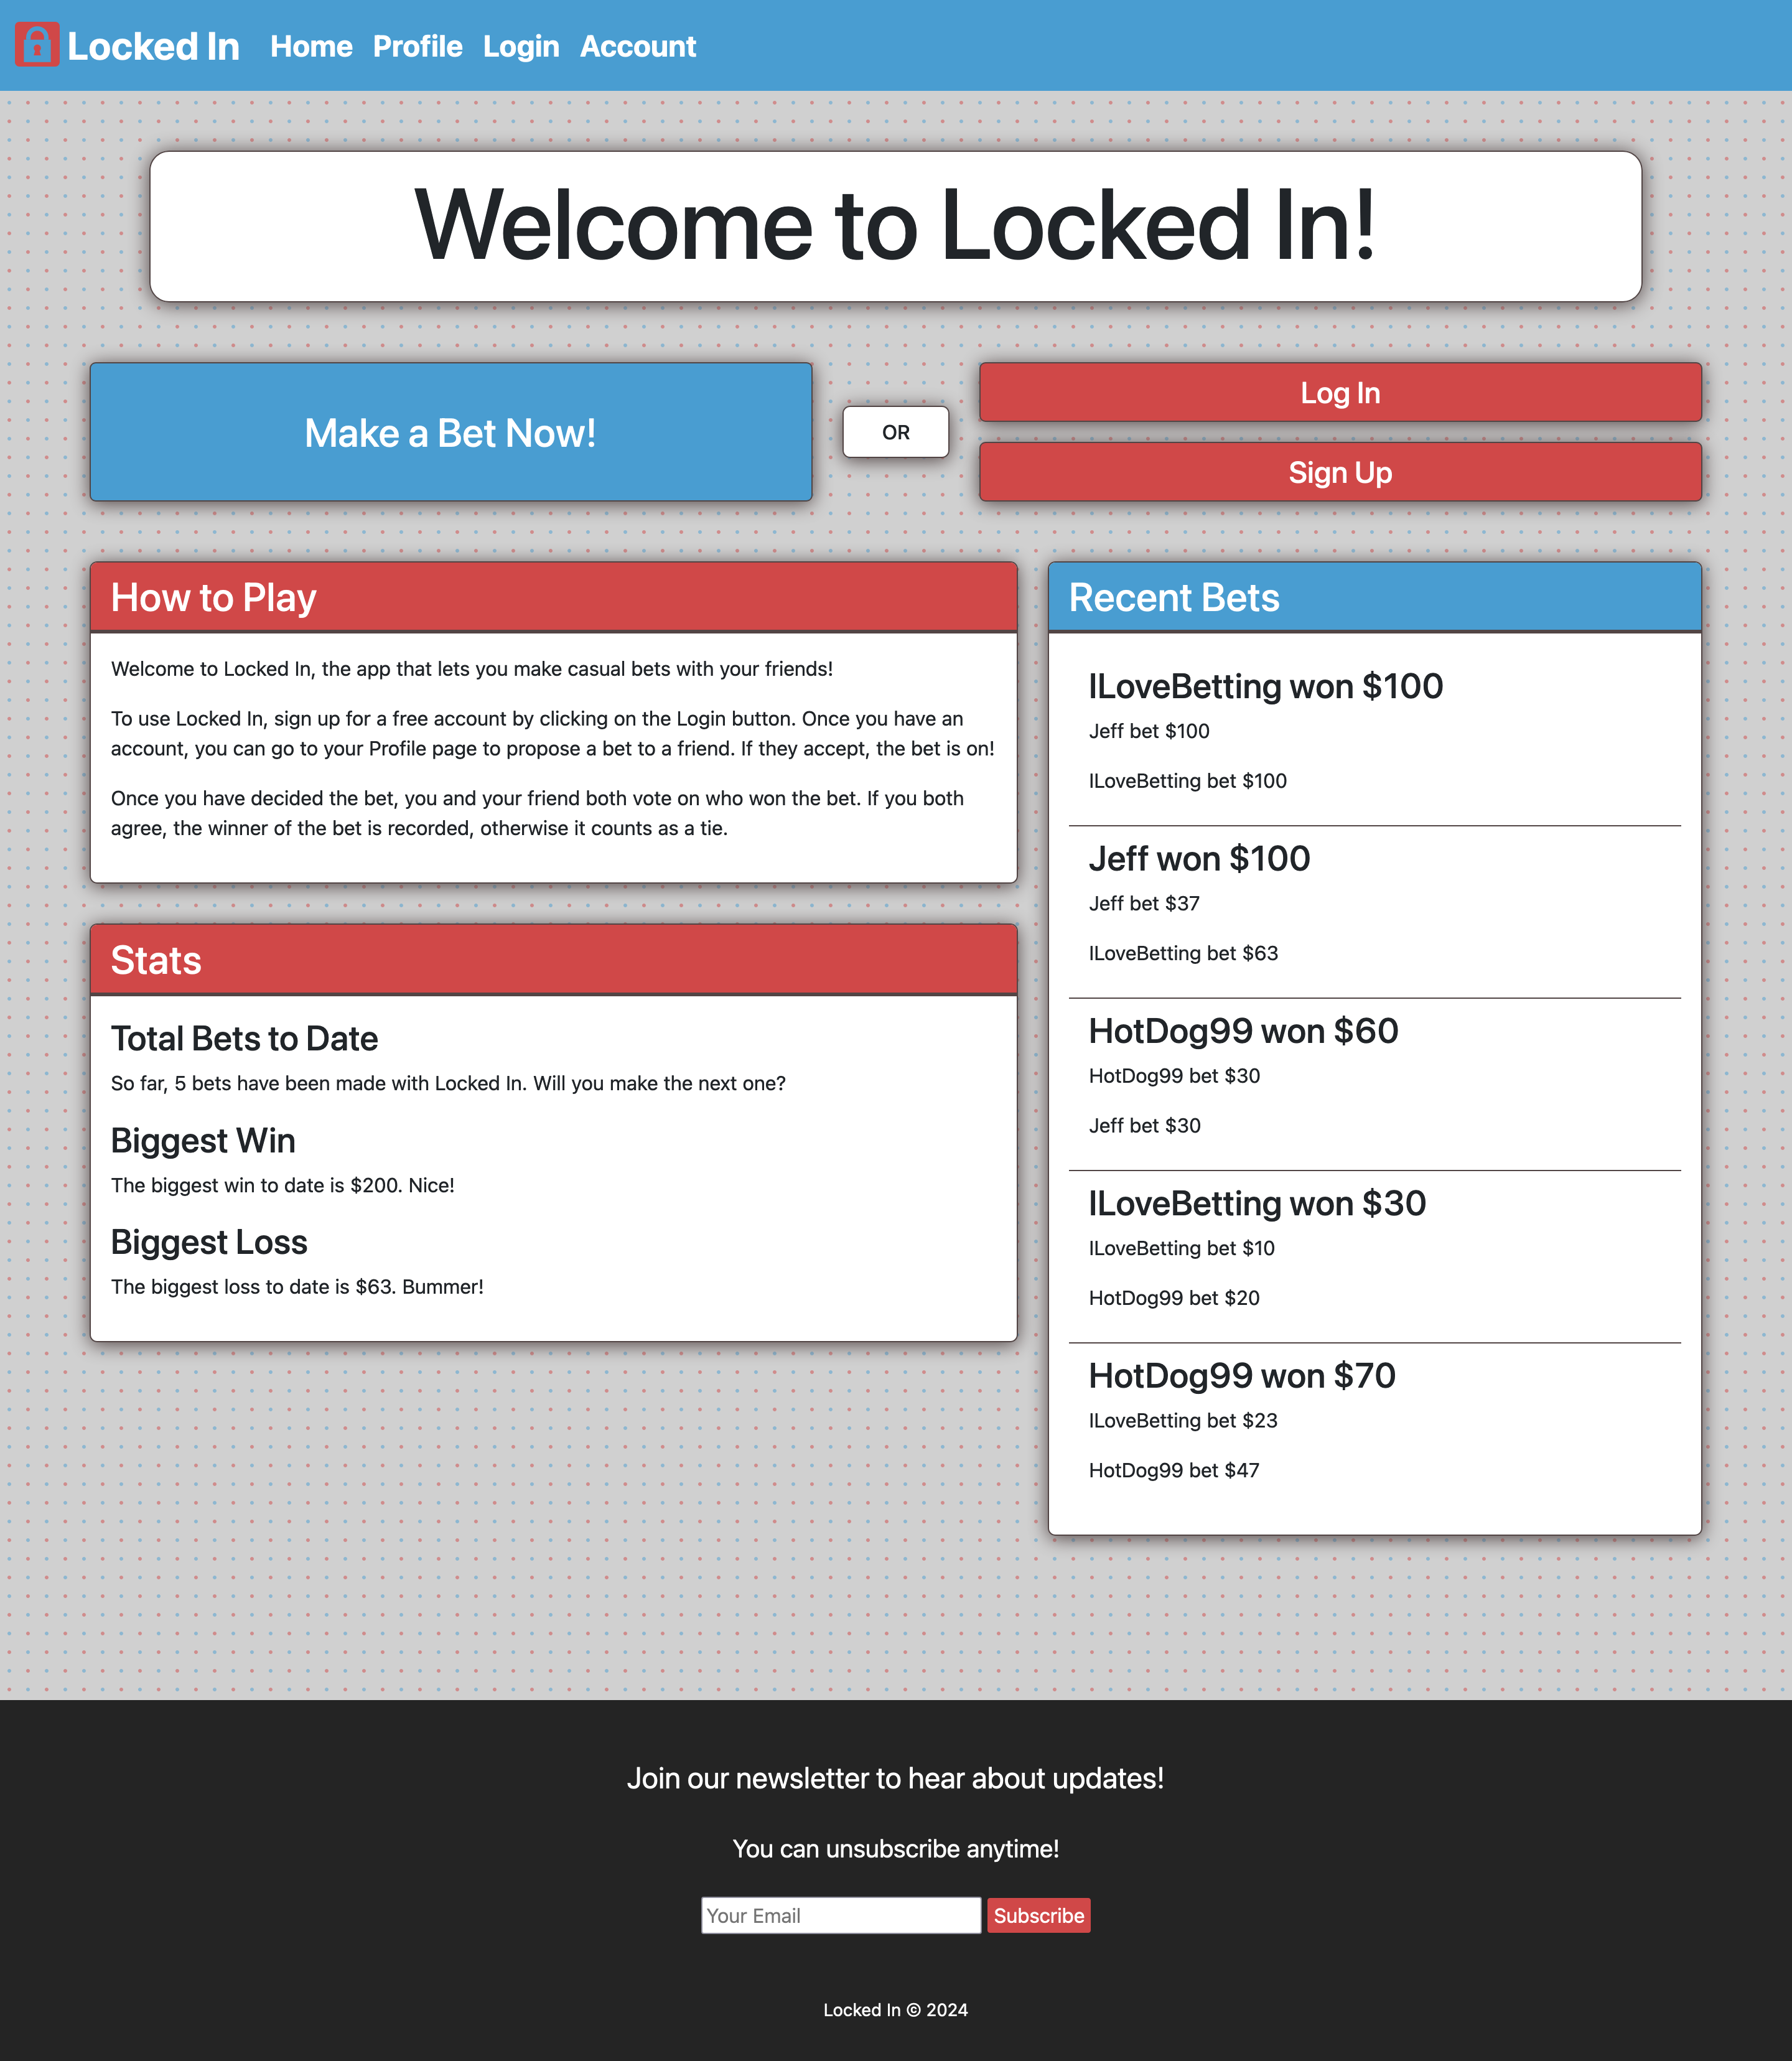 Locked In
Home Profile Login Account
Welcome to Locked In!
Make a Bet Now!
OR
Log In
Sign Up
How to Play
Welcome to Locked In, the app that lets you make casual bets with your friends!
To use Locked In, sign up for a free account by clicking on the Login button. Once you have an
account, you can go to your Profile page to propose a bet to a friend. If they accept, the bet is on!
Once you have decided the bet, you and your friend both vote on who won the bet. If you both
agree, the winner of the bet is recorded, otherwise it counts as a tie.
Stats
Total Bets to Date
So far, 5 bets have been made with Locked In. Will you make the next one?
Biggest Win
The biggest win to date is $200. Nice!
Biggest Loss
The biggest loss to date is $63. Bummer!
Recent Bets
ILoveBetting won $100
Jeff bet $100
ILoveBetting bet $100
Jeff won $100
Jeff bet $37
ILoveBetting bet $63
HotDog99 won $60
HotDog99 bet $30
Jeff bet $30
ILoveBetting won $30
ILoveBetting bet $10
HotDog99 bet $20
HotDog99 won $70
ILoveBetting bet $23
HotDog99 bet $47
Join our newsletter to hear about updates!
You can unsubscribe anytime!
Your Email
Subscribe
Locked In © 2024